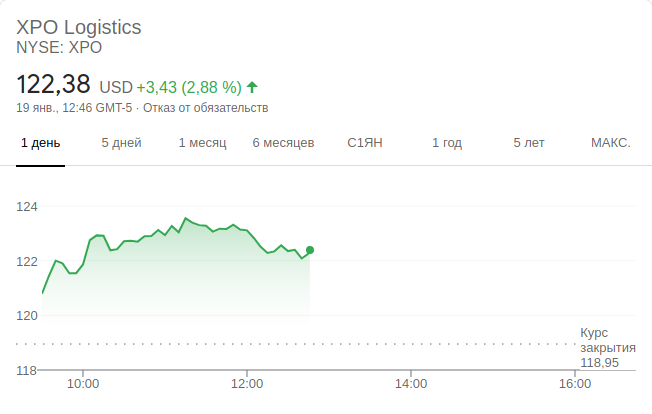 XPO Logistics
NYSE: XPO
122,38 USD +3,43 (2,88 %)
19 янв., 12:46 GMT-5 · Отказ от обязательств
1 день 5 дней 1 месяц 6 месяцев С1ЯН 1 год 5 лет МАКС.
124
122
120
Курс
закрытия
118,95
118
10:00 12:00 14:00 16:00